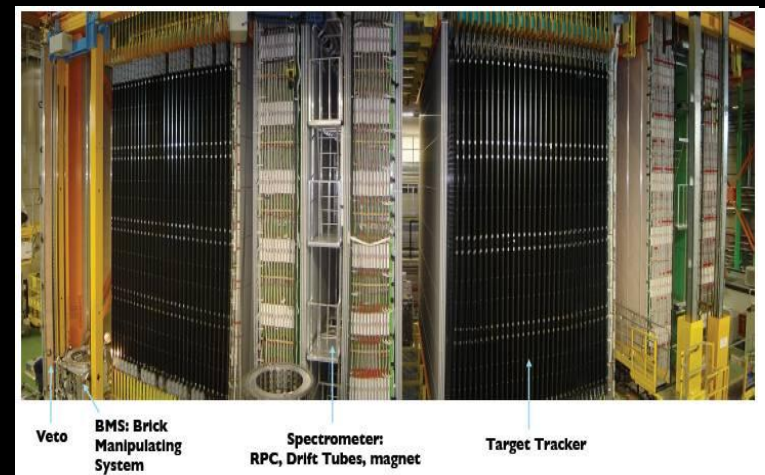 Veto
BMS: Brick
Manipulating
System
Spectrometer:
RPC, Drift Tubes, magnet
Target Tracker